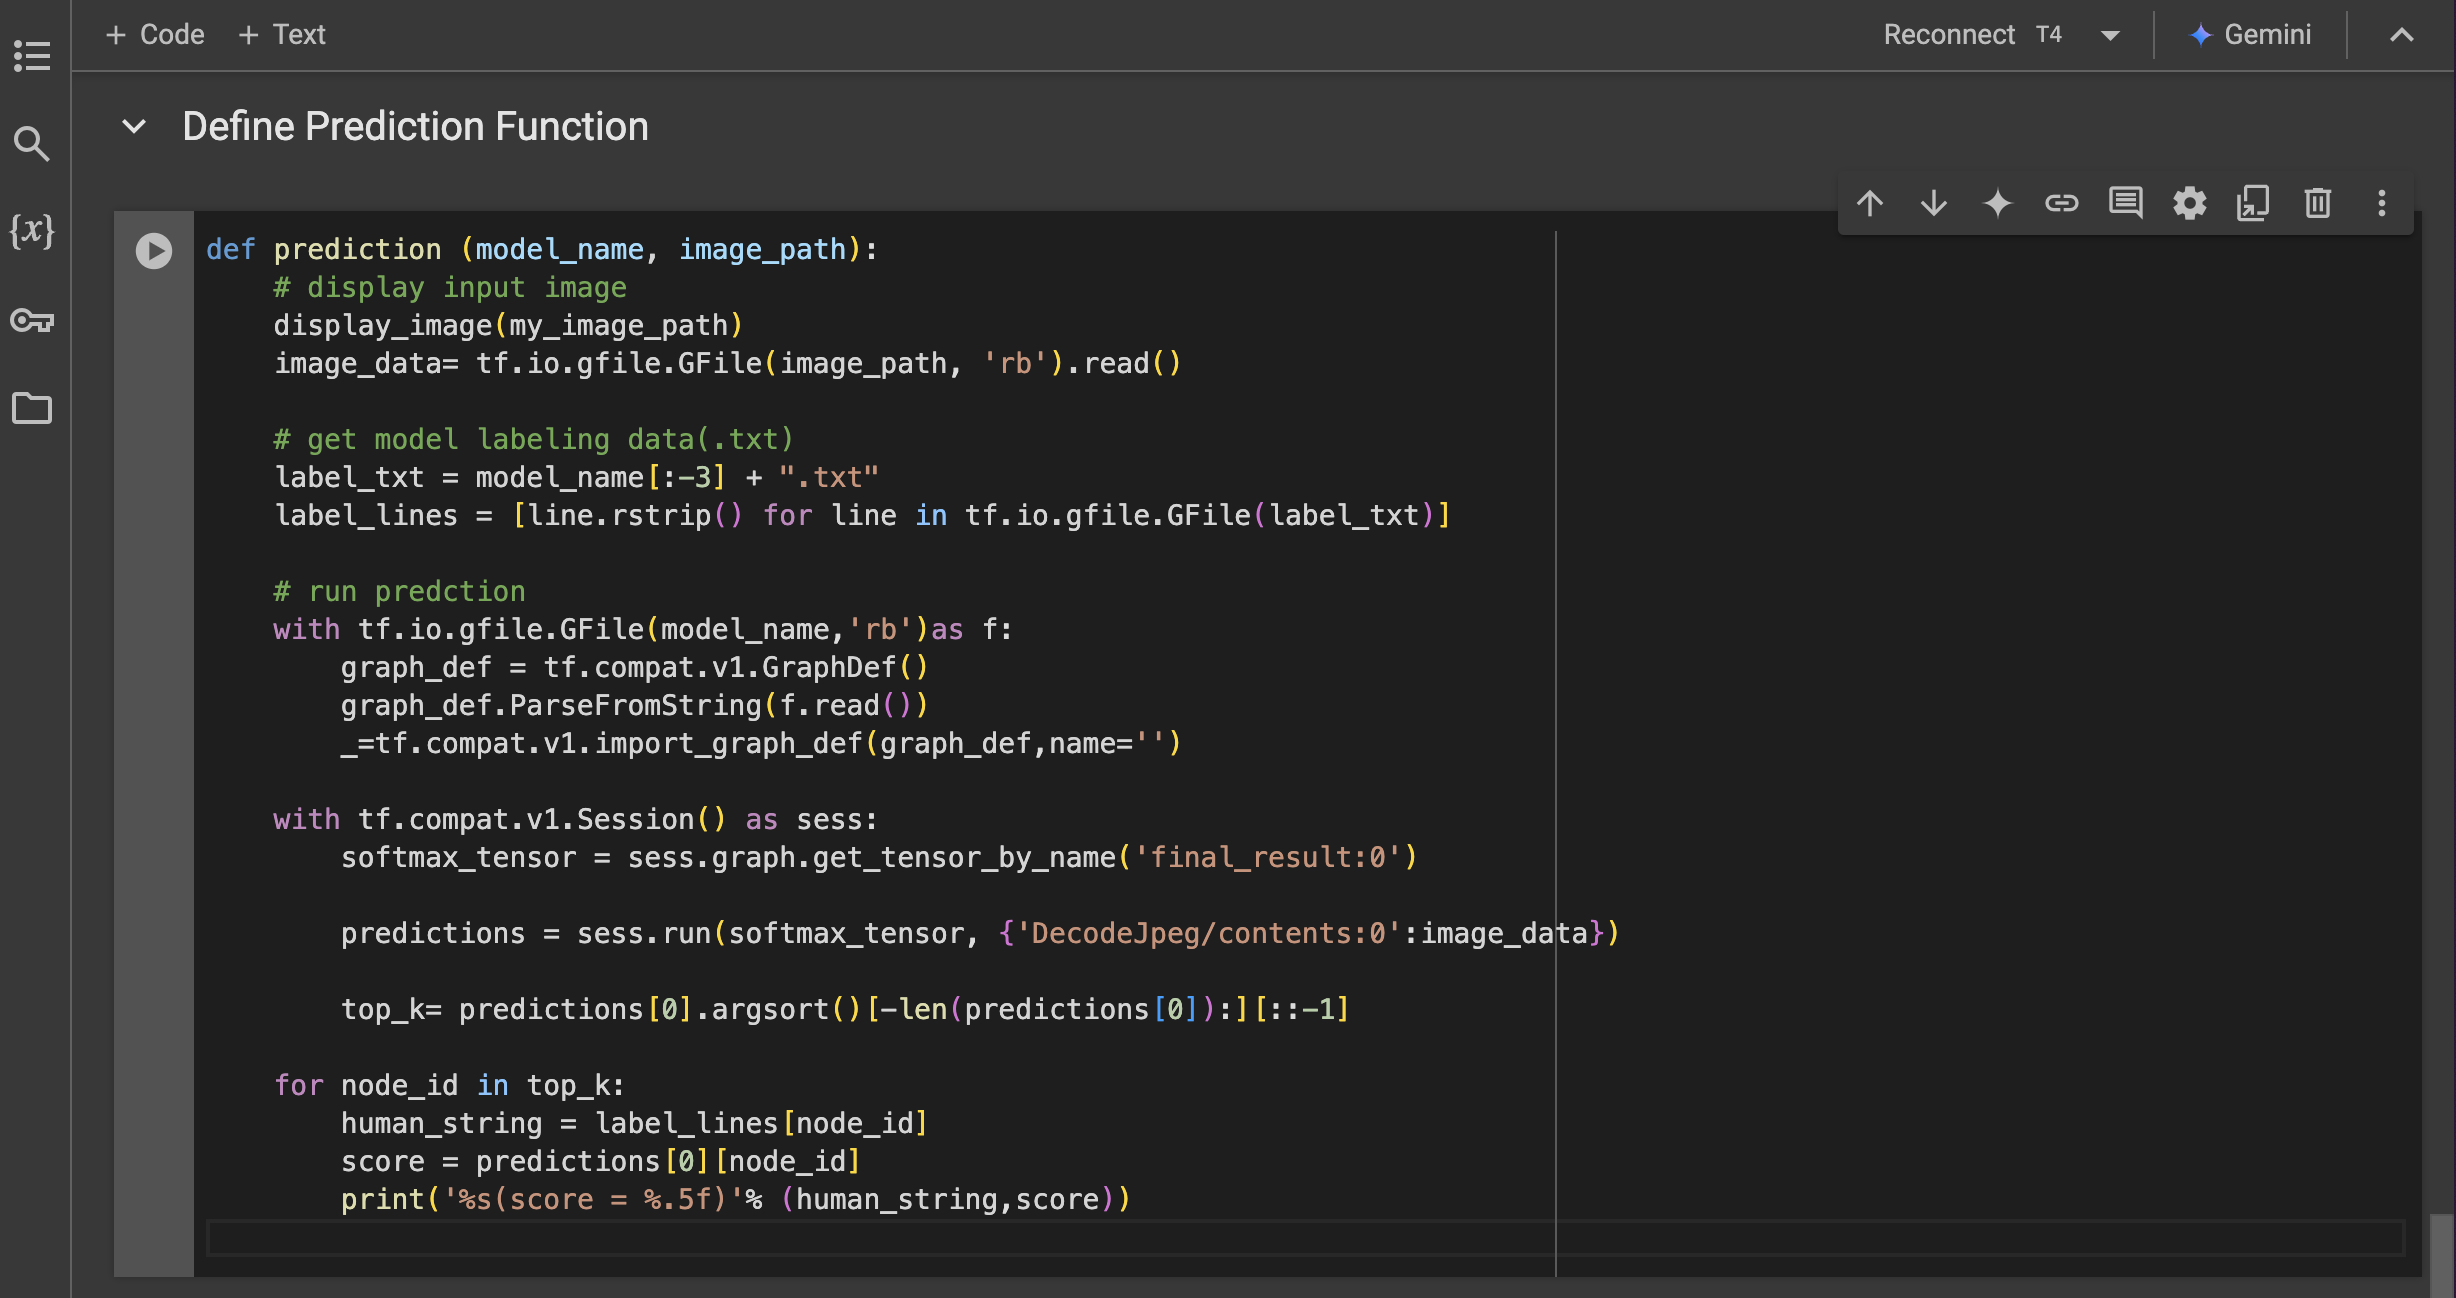 + Code + Text Reconnect T4 Gemini
Define Prediction Function
{x}
def prediction (model_name, image_path):
    # display input image
    display_image(my_image_path)
    image_data= tf.io.gfile.GFile(image_path, 'rb').read()

    # get model labeling data(.txt)
    label_txt = model_name[:-3] + ".txt"
    label_lines = [line.rstrip() for line in tf.io.gfile.GFile(label_txt)]

    # run predction
    with tf.io.gfile.GFile(model_name,'rb')as f:
        graph_def = tf.compat.v1.GraphDef()
        graph_def.ParseFromString(f.read())
        _=tf.compat.v1.import_graph_def(graph_def,name='')

    with tf.compat.v1.Session() as sess:
        softmax_tensor = sess.graph.get_tensor_by_name('final_result:0')

        predictions = sess.run(softmax_tensor, {'DecodeJpeg/contents:0':image_data})

        top_k= predictions[0].argsort()[-len(predictions[0]):][::-1]

    for node_id in top_k:
        human_string = label_lines[node_id]
        score = predictions[0][node_id]
        print('%s(score = %.5f)'% (human_string,score))